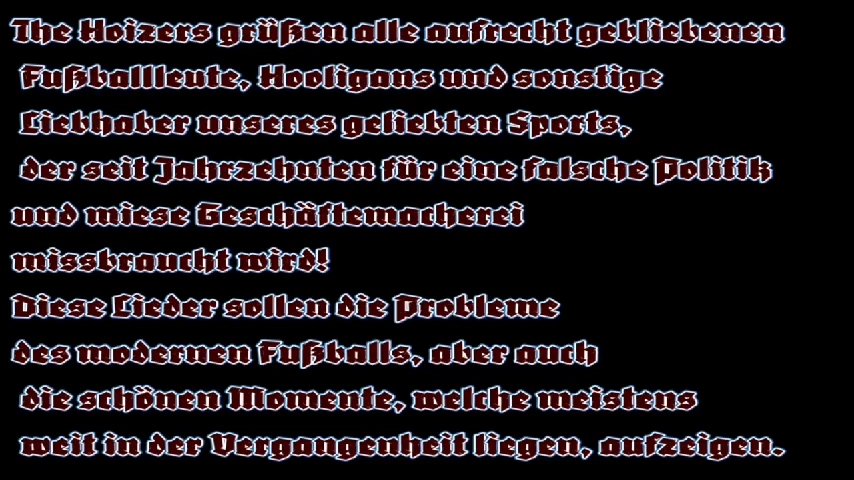 The Hoizers grüßen alle aufrecht gebliebenen
Fußballleute, Hooligans und sonstige
Liebhaber unseres geliebten Sports,
der seit Jahrzehnten für eine falsche Politik
und miese Geschäftemacherei
missbraucht wird!
Diese Lieder sollen die Probleme
des modernen Fußballs, aber auch
die schönen Momente, welche meistens
weit in der Vergangenheit liegen, aufzeigen.